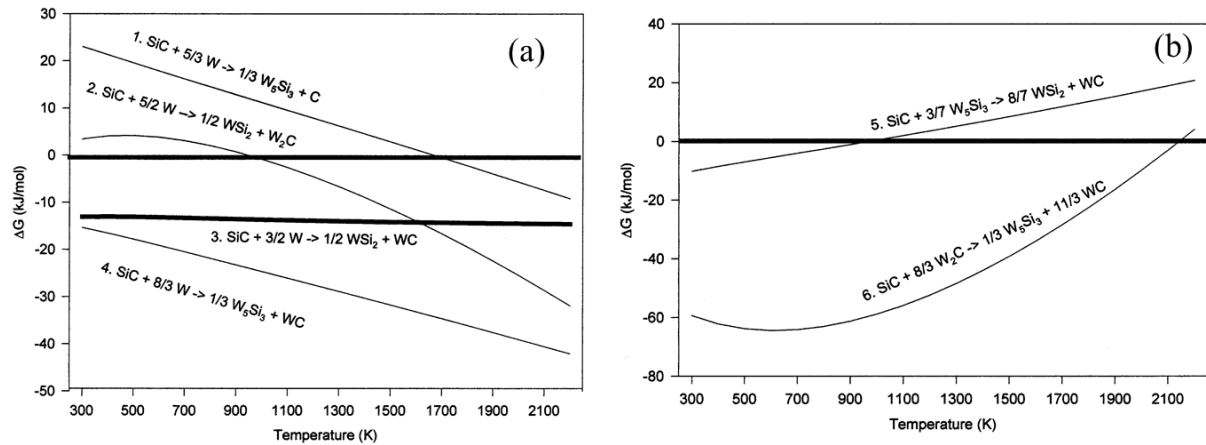 (a)
30
20
10
0
-10
-20
-30
-40
-50
ΔG (kJ/mol)
1. SiC + 5/3 W -> 1/3 W₅Si₃ + C
2. SiC + 5/2 W -> 1/2 WSi₂ + W₂C
3. SiC + 3/2 W -> 1/2 WSi₂ + WC
4. SiC + 8/3 W -> 1/3 W₅Si₃ + WC
300 500 700 900 1100 1300 1500 1700 1900 2100
Temperature (K)
(b)
40
20
0
-20
-40
-60
-80
ΔG (kJ/mol)
5. SiC + 3/7 W₅Si₃ -> 8/7 WSi₂ + WC
6. SiC + 8/3 W₂C -> 1/3 W₅Si₃ + 11/3 WC
300 500 700 900 1100 1300 1500 1700 1900 2100
Temperature (K)